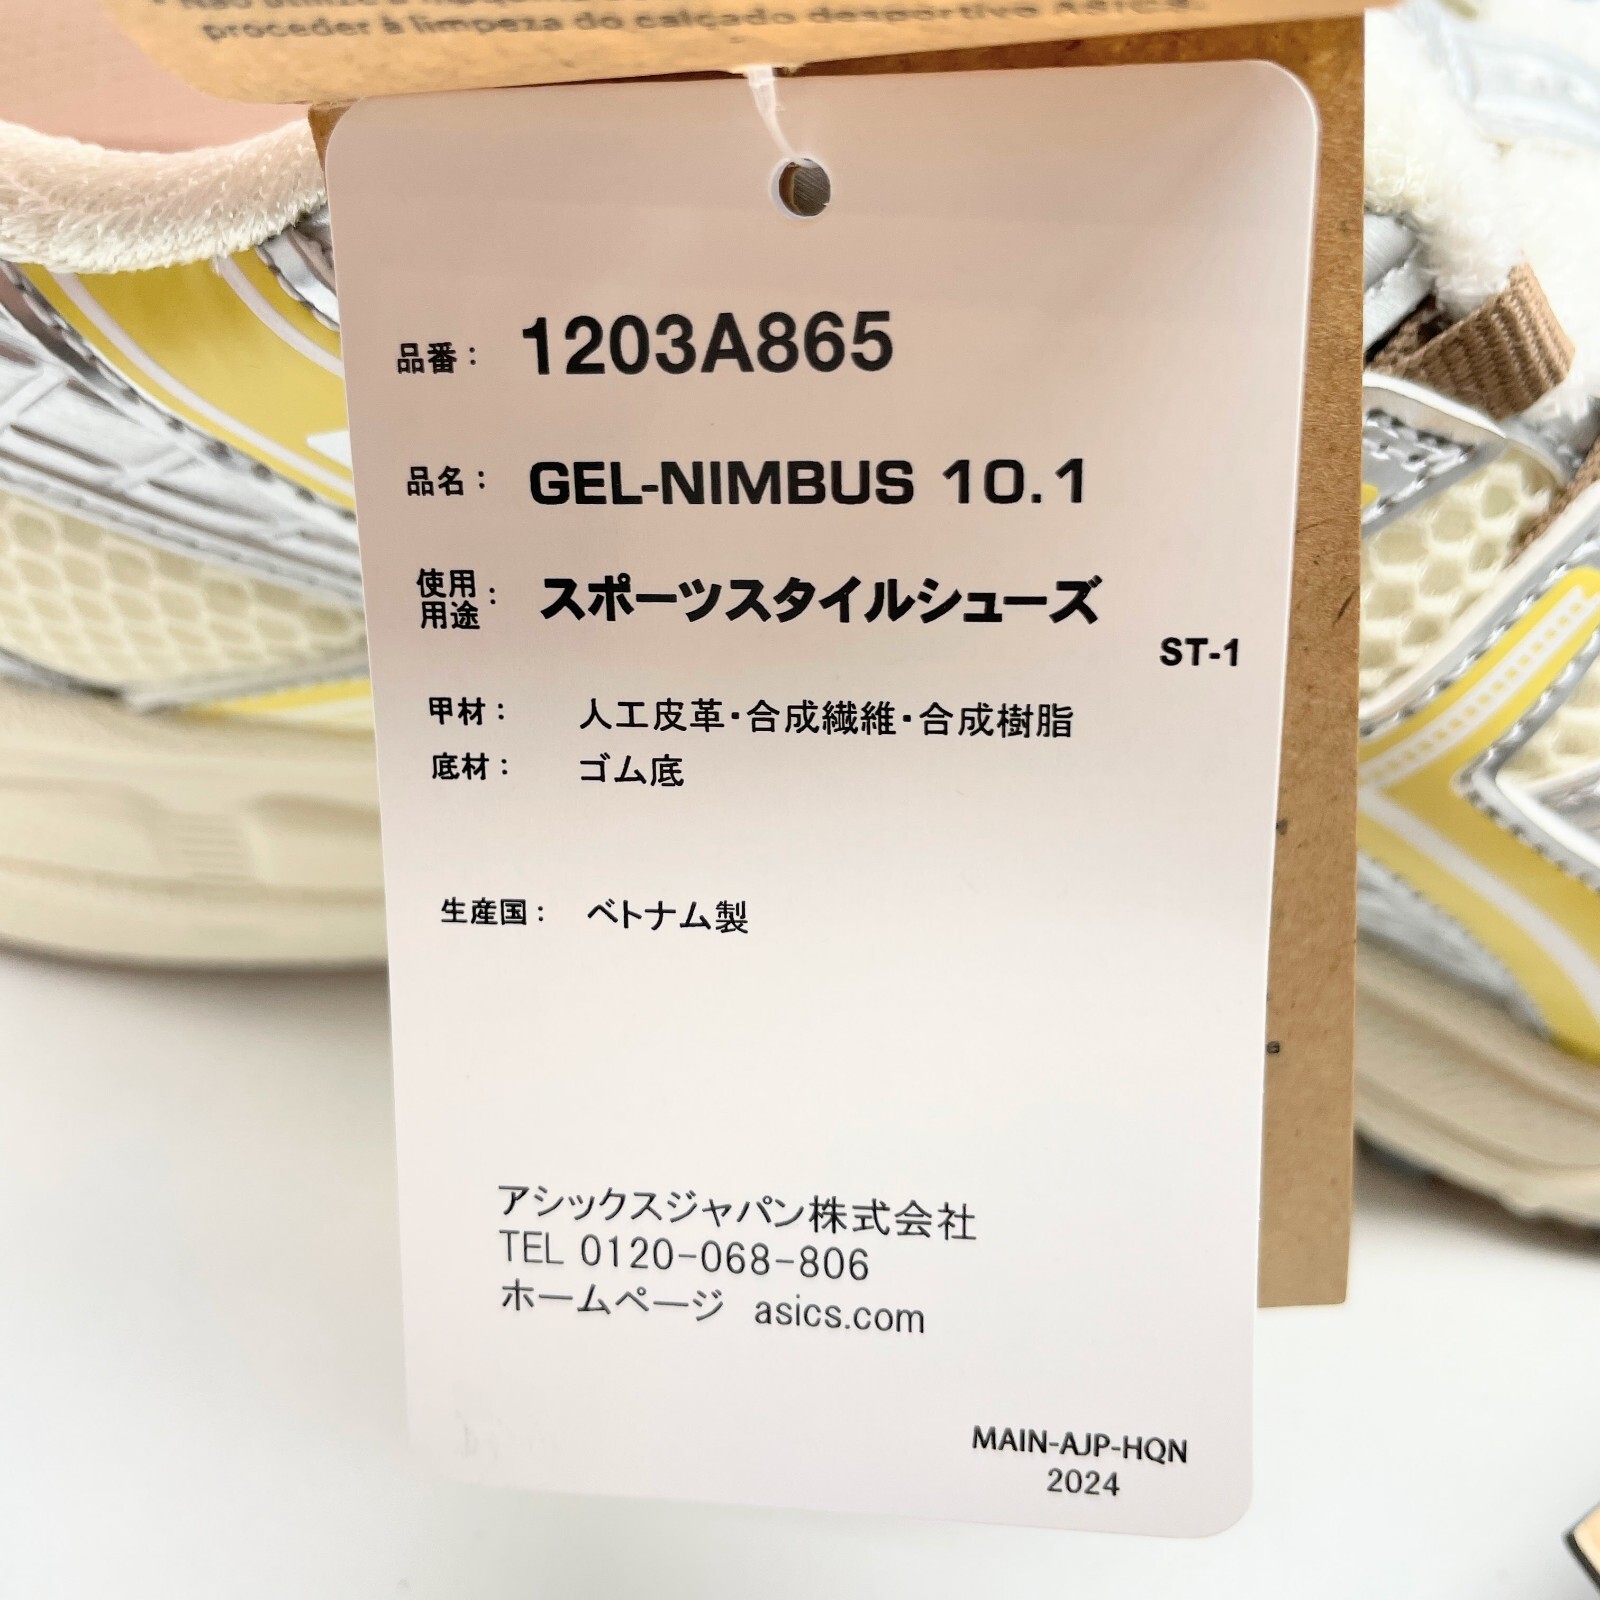 proceder à limpeza do calçado desportivo ASICS.
品番： 1203A865
品名： GEL-NIMBUS 10.1
使用用途： スポーツスタイルシューズ
ST-1
甲材： 人工皮革・合成繊維・合成樹脂
底材： ゴム底
生産国： ベトナム製
アシックスジャパン株式会社
TEL 0120-068-806
ホームページ asics.com
MAIN-AJP-HQN
2024